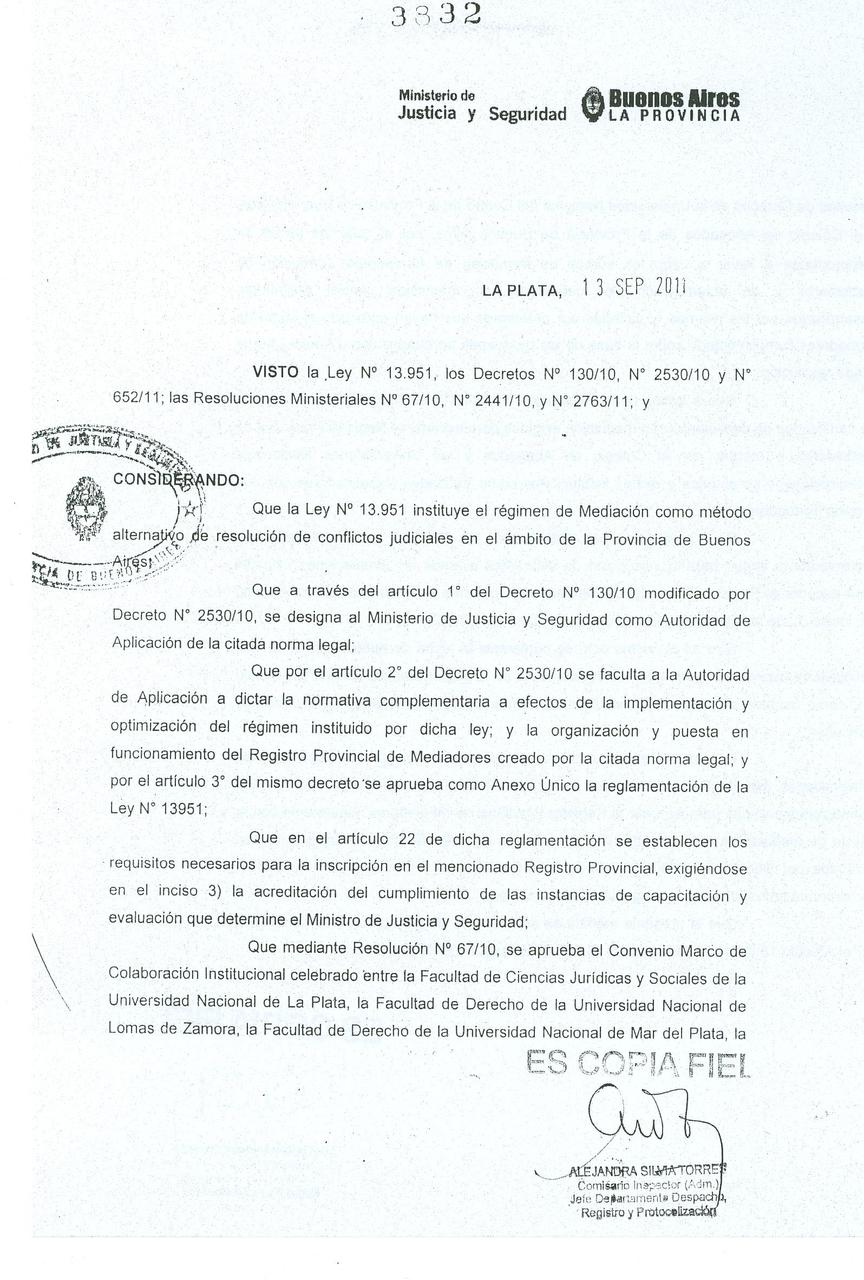 3832
Ministerio de
Justicia y Seguridad
Buenos Aires
LA PROVINCIA
LA PLATA, 13 SEP 2011
VISTO la Ley Nº 13.951, los Decretos N° 130/10, N° 2530/10 y N°
652/11; las Resoluciones Ministeriales Nº 67/10, N° 2441/10, y N° 2763/11; y
CONSIDERANDO:
Que la Ley N° 13.951 instituye el régimen de Mediación como método
alternativo de resolución de conflictos judiciales en el ámbito de la Provincia de Buenos
Aires;
Que a través del artículo 1° del Decreto Nº 130/10 modificado por
Decreto N° 2530/10, se designa al Ministerio de Justicia y Seguridad como Autoridad de
Aplicación de la citada norma legal;
Que por el artículo 2° del Decreto N° 2530/10 se faculta a la Autoridad
de Aplicación a dictar la normativa complementaria a efectos de la implementación y
optimización del régimen instituido por dicha ley; y la organización y puesta en
funcionamiento del Registro Provincial de Mediadores creado por la citada norma legal; y
por el artículo 3° del mismo decreto se aprueba como Anexo Único la reglamentación de la
Ley N° 13951;
Que en el artículo 22 de dicha reglamentación se establecen los
requisitos necesarios para la inscripción en el mencionado Registro Provincial, exigiéndose
en el inciso 3) la acreditación del cumplimiento de las instancias de capacitación y
evaluación que determine el Ministro de Justicia y Seguridad;
Que mediante Resolución N° 67/10, se aprueba el Convenio Marco de
Colaboración Institucional celebrado entre la Facultad de Ciencias Jurídicas y Sociales de la
Universidad Nacional de La Plata, la Facultad de Derecho de la Universidad Nacional de
Lomas de Zamora, la Facultad de Derecho de la Universidad Nacional de Mar del Plata, la
ES COPIA FIEL
ALEJANDRA SILVIA TORRES
Comisario Inspector (Adm.)
Jefe Departamento Despacho,
Registro y Protocolización